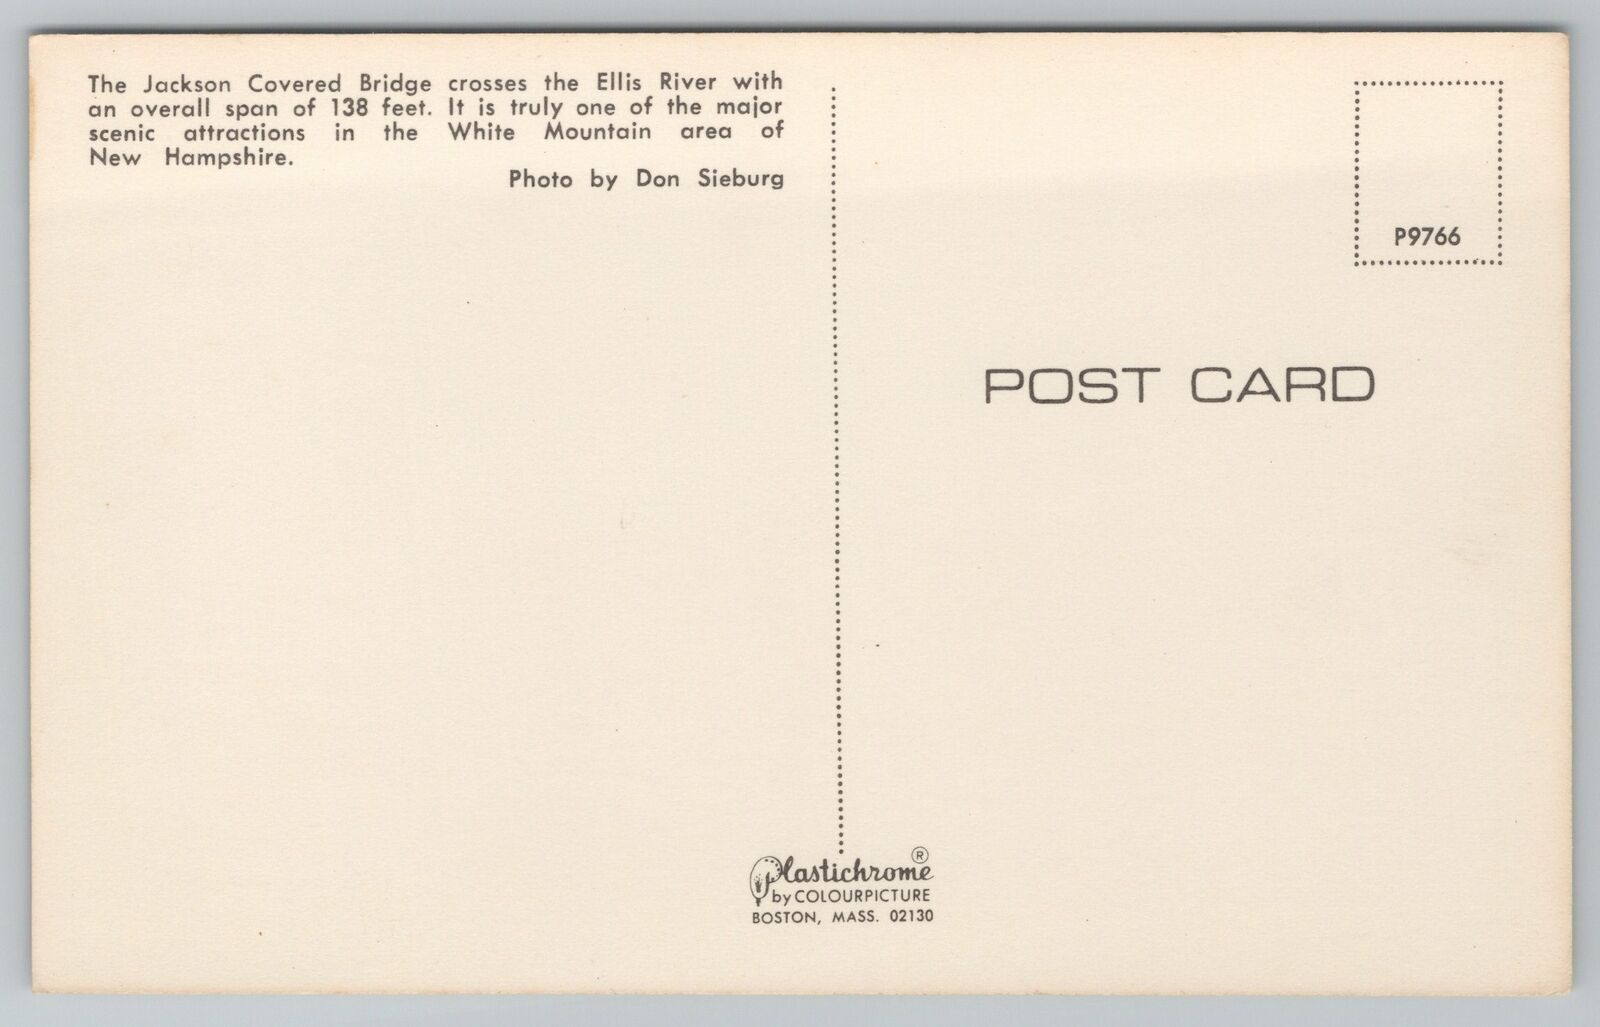 The Jackson Covered Bridge crosses the Ellis River with
an overall span of 138 feet. It is truly one of the major
scenic attractions in the White Mountain area of
New Hampshire.
Photo by Don Sieburg
P9766
POST CARD
Plastichrome ®
by COLOURPICTURE
BOSTON, MASS. 02130